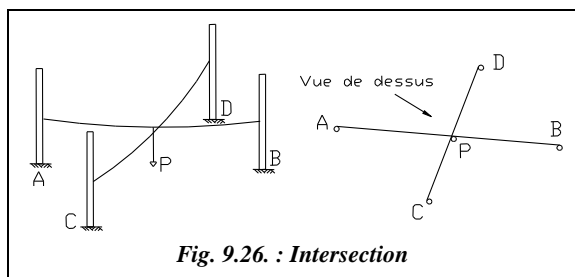 D
A
P
B
C
Vue de dessus
D
A
B
P
C
Fig. 9.26. : Intersection